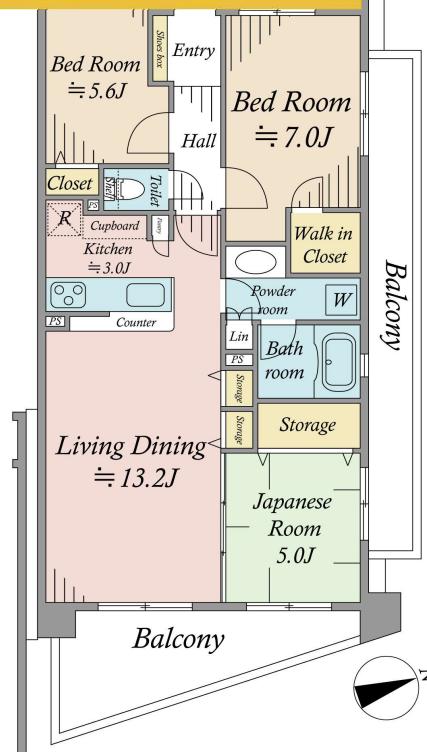 Bed Room
≒5.6J
Shoes box
Entry
Bed Room
≒7.0J
Hall
Closet
PS
Shelf
Toilet
R
Cupboard
Pantry
Kitchen
≒3.0J
Walk in
Closet
Balcony
Powder
room
W
PS
Counter
Lin
PS
Bath
room
Storage
Storage
Storage
Living Dining
≒13.2J
Japanese
Room
5.0J
Balcony
N